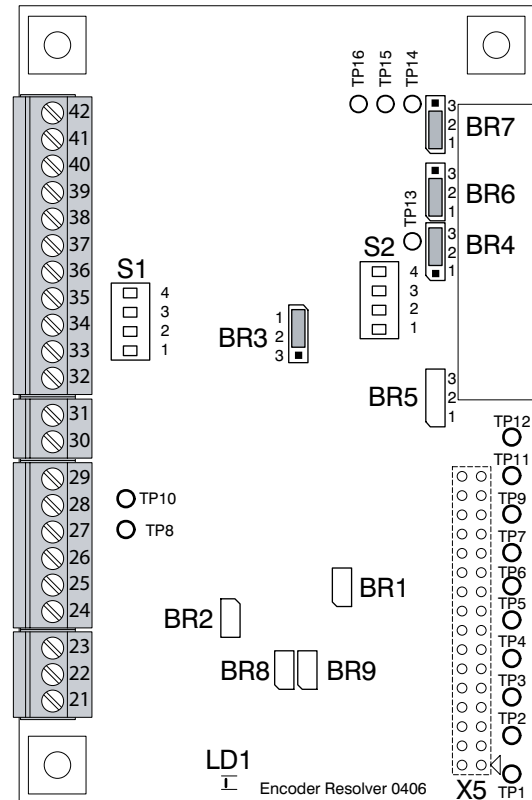 TP16
TP15
TP14
42
41
40
39
38
37
36
35
34
33
32
31
30
29
28
27
26
25
24
23
22
21
3
2
1
BR7
3
2
1
BR6
TP13
3
2
1
BR4
S1
4
3
2
1
S2
4
3
2
1
BR3
1
2
3
BR5
3
2
1
TP12
TP11
TP9
TP7
TP6
TP5
TP4
TP3
TP2
TP1
TP10
TP8
BR1
BR2
BR8
BR9
LD1
Encoder Resolver 0406
X5